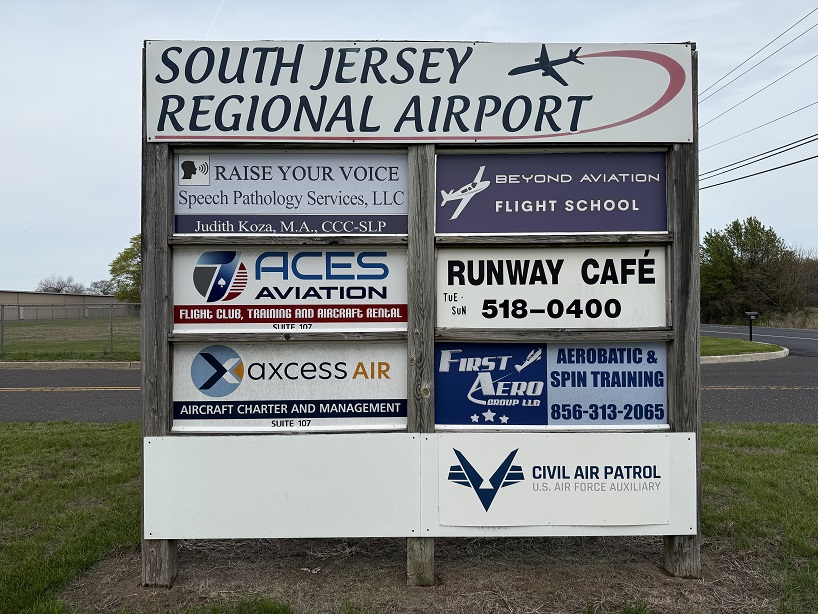 SOUTH JERSEY
REGIONAL AIRPORT
RAISE YOUR VOICE
Speech Pathology Services, LLC
Judith Koza, M.A., CCC-SLP
BEYOND AVIATION
FLIGHT SCHOOL
7 ACES
AVIATION
FLIGHT CLUB, TRAINING AND AIRCRAFT RENTAL
SUITE 107
RUNWAY CAFÉ
TUE-
SUN 518-0400
axcess AIR
AIRCRAFT CHARTER AND MANAGEMENT
SUITE 107
FIRST
AERO
GROUP LLC
AEROBATIC &
SPIN TRAINING
856-313-2065
CIVIL AIR PATROL
U.S. AIR FORCE AUXILIARY